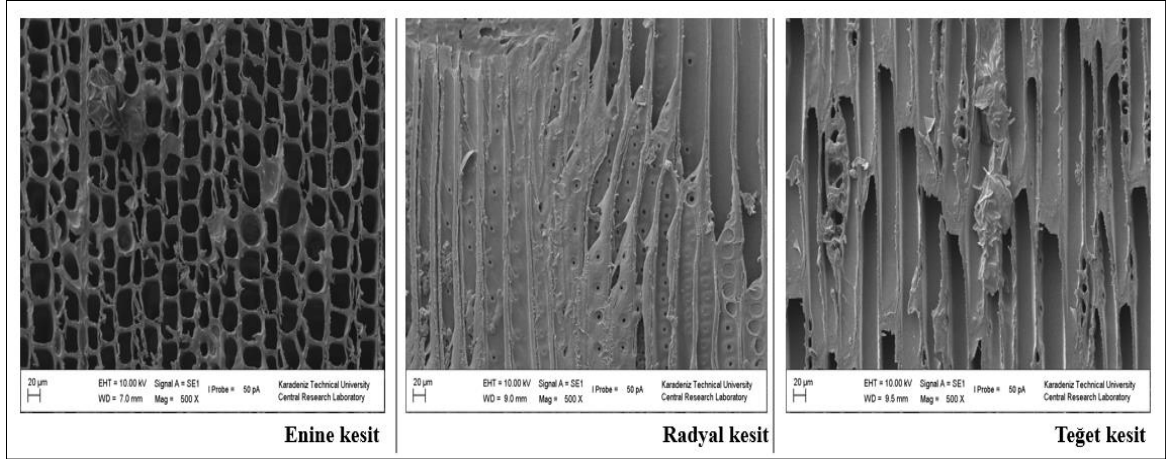 20 µm
EHT = 10.00 kV Signal A = SE1 I Probe = 50 pA Karadeniz Technical University
WD = 7.0 mm Mag = 500 X Central Research Laboratory
Enine kesit
20 µm
EHT = 10.00 kV Signal A = SE1 I Probe = 50 pA Karadeniz Technical University
WD = 9.0 mm Mag = 500 X Central Research Laboratory
Radyal kesit
20 µm
EHT = 10.00 kV Signal A = SE1 I Probe = 50 pA Karadeniz Technical University
WD = 9.5 mm Mag = 500 X Central Research Laboratory
Teğet kesit